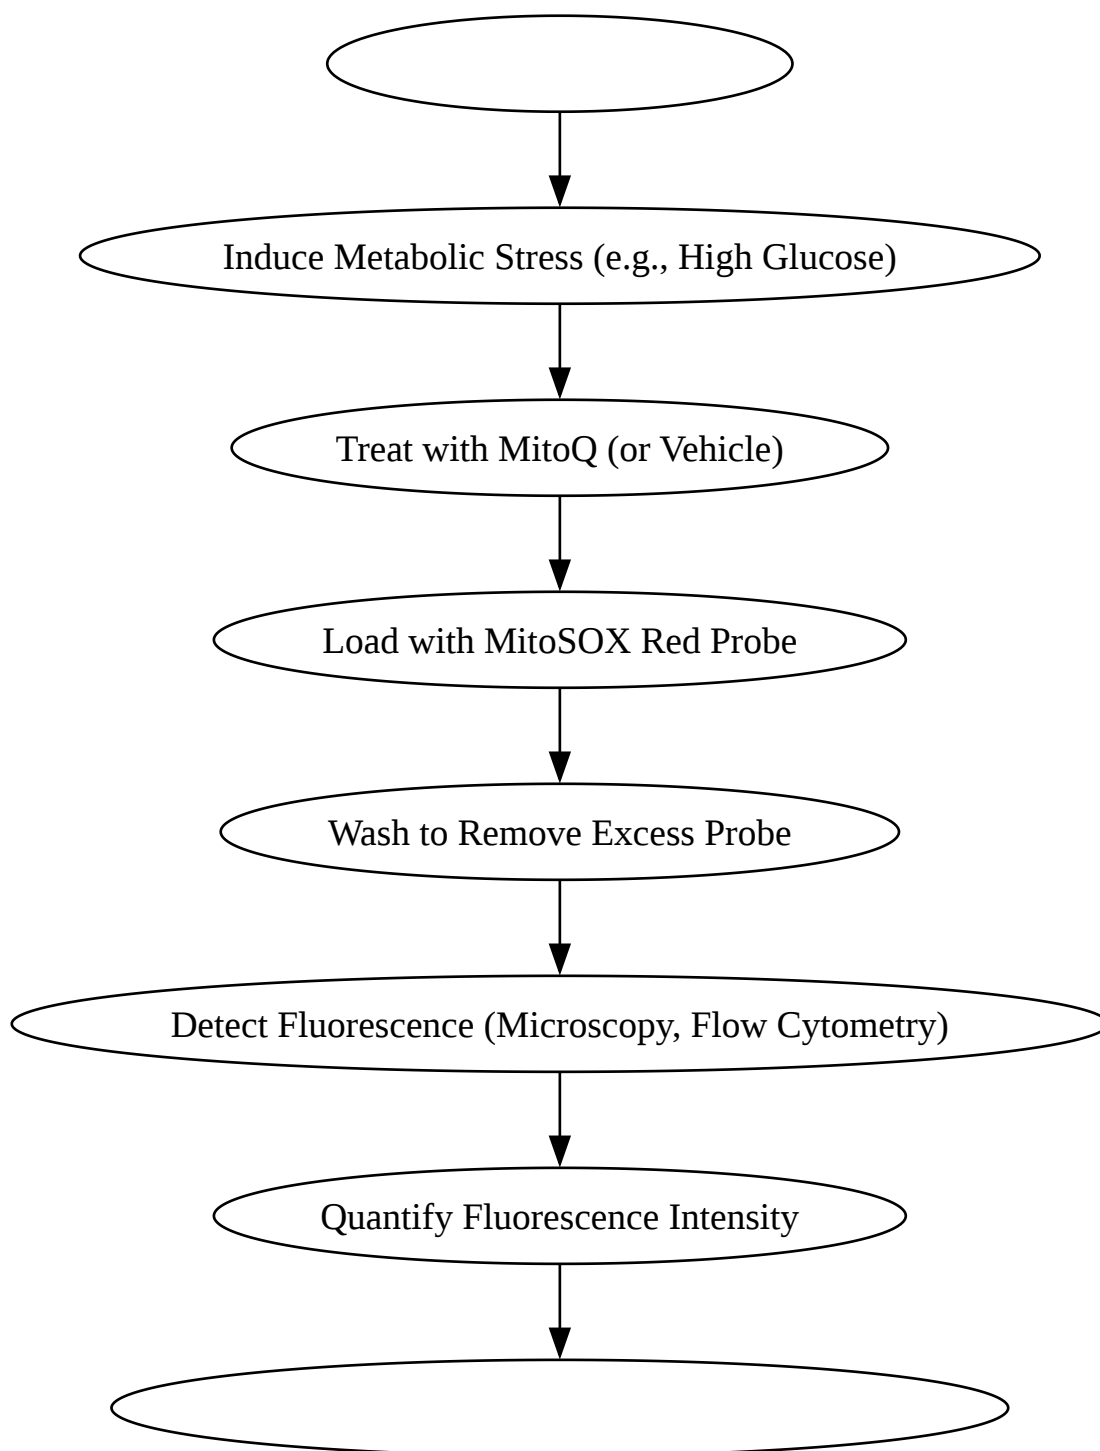 Induce Metabolic Stress (e.g., High Glucose)
Treat with MitoQ (or Vehicle)
Load with MitoSOX Red Probe
Wash to Remove Excess Probe
Detect Fluorescence (Microscopy, Flow Cytometry)
Quantify Fluorescence Intensity